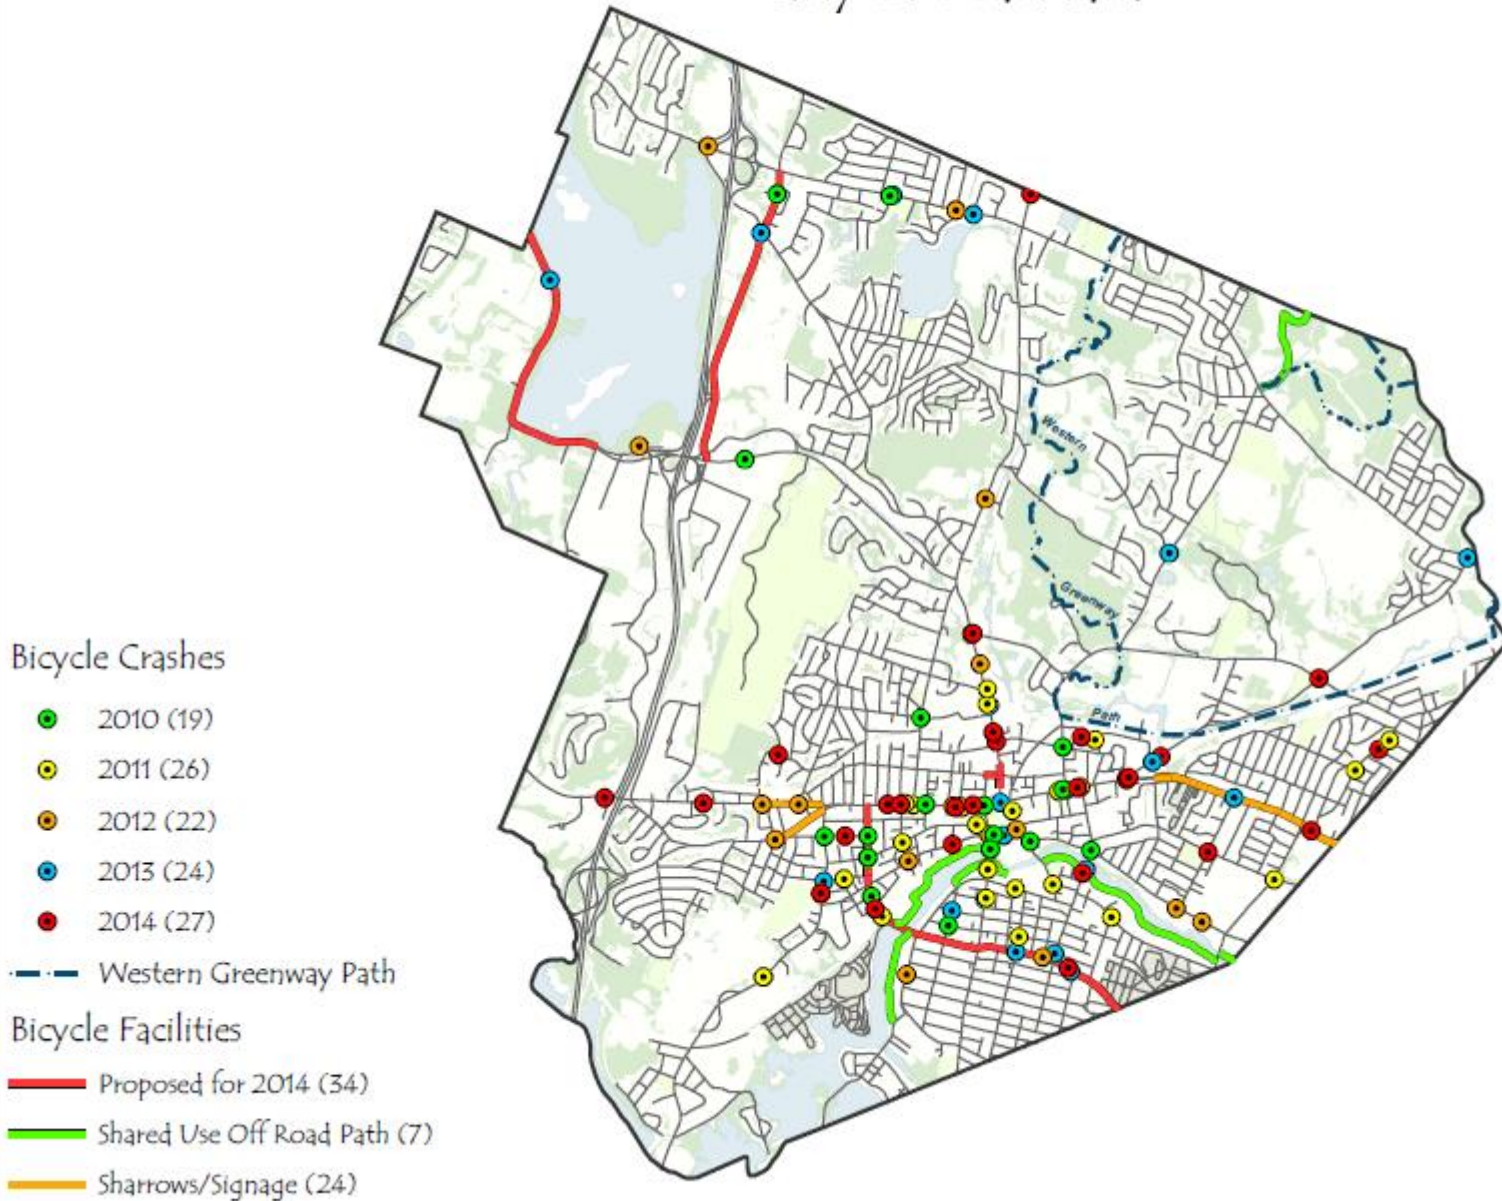 Bicycle Crashes
2010 (19)
2011 (26)
2012 (22)
2013 (24)
2014 (27)
Western Greenway Path
Bicycle Facilities
Proposed for 2014 (34)
Shared Use Off Road Path (7)
Sharrows/Signage (24)
Western
Greenway
Path